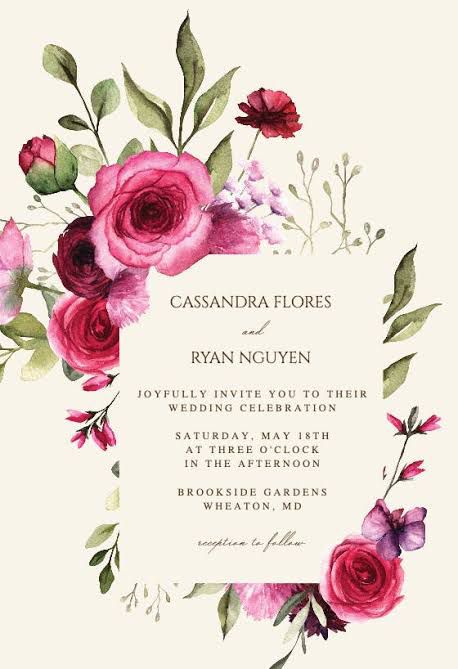 CASSANDRA FLORES
and
RYAN NGUYEN
JOYFULLY INVITE YOU TO THEIR
WEDDING CELEBRATION
SATURDAY, MAY 18TH
AT THREE O'CLOCK
IN THE AFTERNOON
BROOKSIDE GARDENS
WHEATON, MD
reception to follow